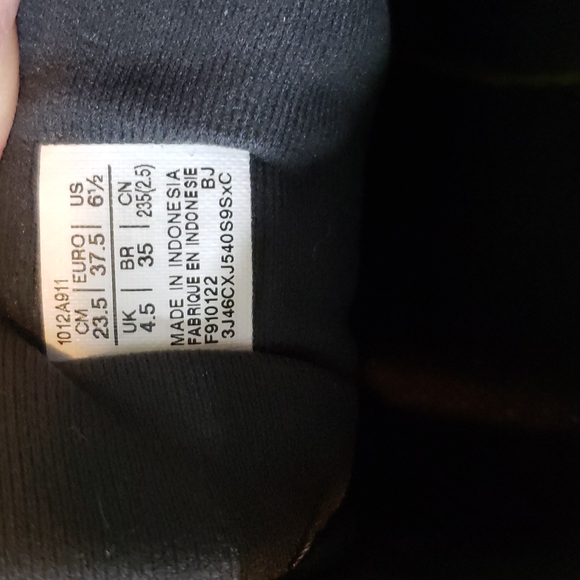 1012A911
CM | EURO | US
23.5 | 37.5 | 6½
UK | BR | CN
4.5 | 35 | 235(2.5)
MADE IN INDONESIA
FABRIQUE EN INDONESIE
F910122 BJ
3J46CXJ540S9SxC